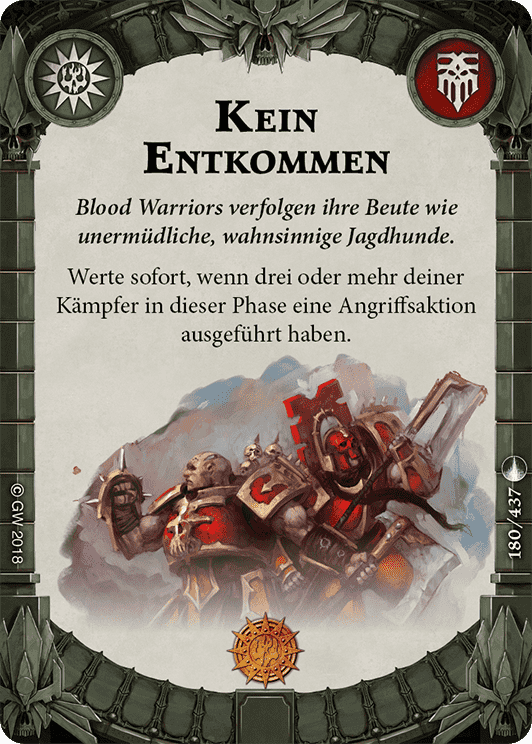 Kein
Entkommen
Blood Warriors verfolgen ihre Beute wie
unermüdliche, wahnsinnige Jagdhunde.
Werte sofort, wenn drei oder mehr deiner
Kämpfer in dieser Phase eine Angriffsaktion
ausgeführt haben.
© GW 2018
180/437